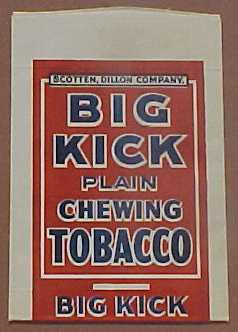 SCOTTEN, DILLON COMPANY.
BIG
KICK
PLAIN
CHEWING
TOBACCO
BIG KICK